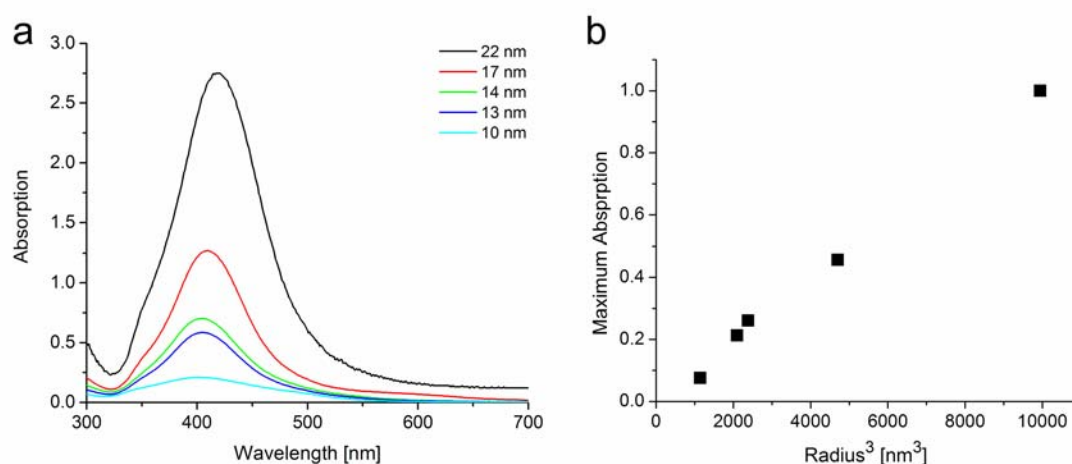 a
3.0
2.5
2.0
1.5
1.0
0.5
0.0
Absorption
300
400
500
600
700
Wavelength [nm]
22 nm
17 nm
14 nm
13 nm
10 nm
b
1.0
0.8
0.6
0.4
0.2
0.0
Maximum Absprption
0
2000
4000
6000
8000
10000
Radius³ [nm³]